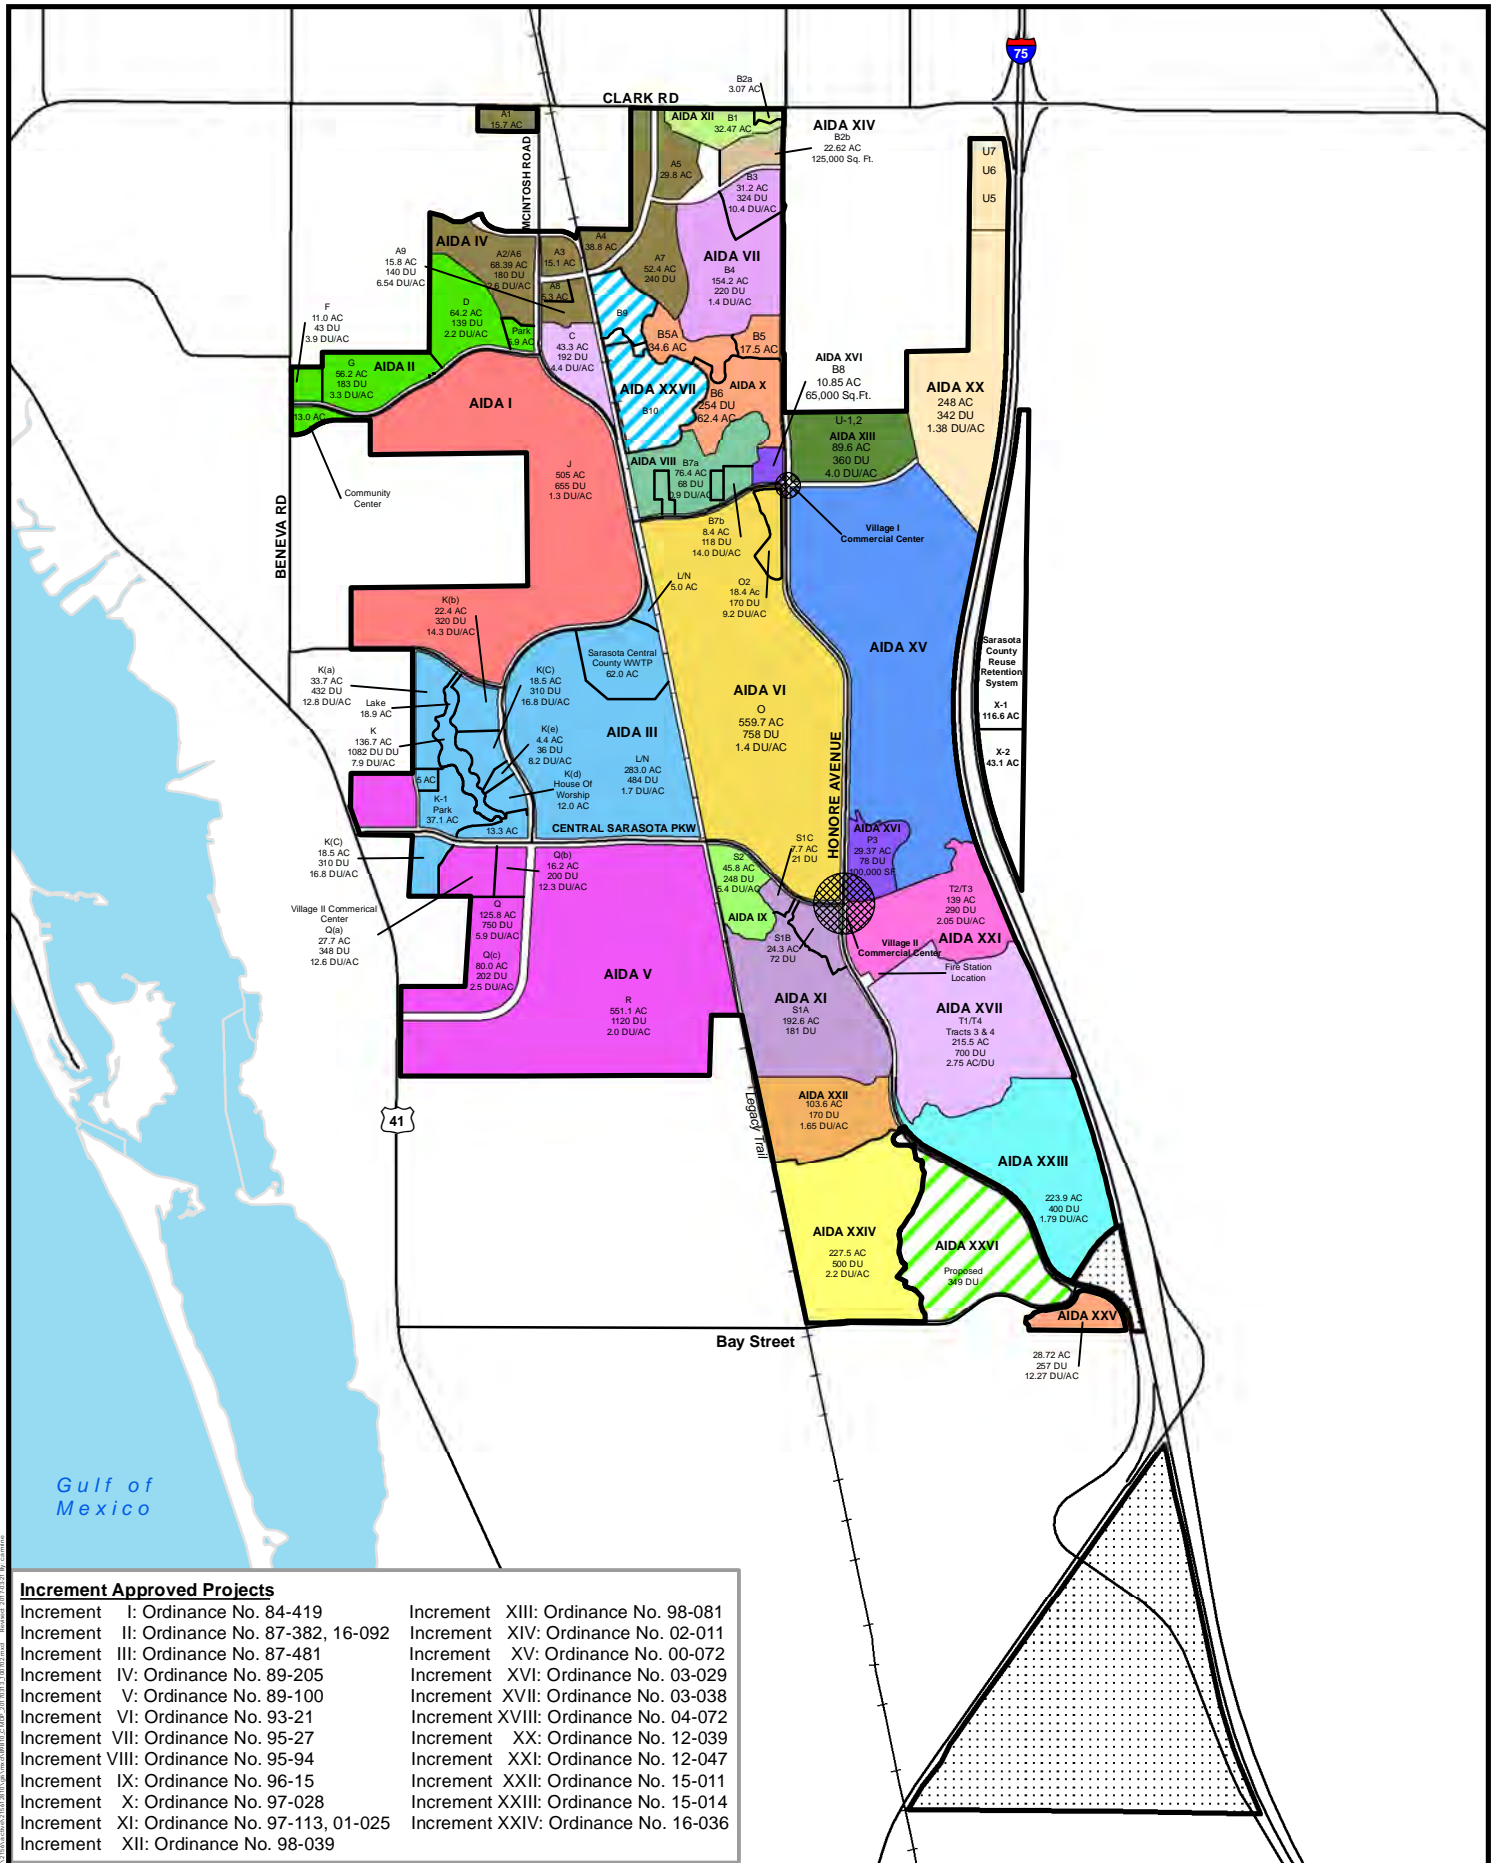 75
CLARK RD
B2a
3.07 AC
A1
15.7 AC
AIDA XII
B1
32.47 AC
AIDA XIV
B2b
22.62 AC
125,000 Sq. Ft.
MCINTOSH ROAD
A5
29.8 AC
B3
31.2 AC
324 DU
10.4 DU/AC
U7
U6
U5
AIDA IV
A9
15.8 AC
140 DU
6.54 DU/AC
A2/A6
68.39 AC
180 DU
2.6 DU/AC
A3
15.1 AC
A4
38.8 AC
A7
52.4 AC
240 DU
AIDA VII
B4
154.2 AC
220 DU
1.4 DU/AC
A8
5.3 AC
F
11.0 AC
43 DU
3.9 DU/AC
D
64.2 AC
139 DU
2.2 DU/AC
Park
5.9 AC
C
43.3 AC
192 DU
4.4 DU/AC
B9
B5A
34.6 AC
B5
17.5 AC
G
56.2 AC
183 DU
3.3 DU/AC
AIDA II
13.0 AC
AIDA I
AIDA XXVII
B10
B6
254 DU
62.4 AC
AIDA X
AIDA XVI
B8
10.85 AC
65,000 Sq.Ft.
AIDA XX
248 AC
342 DU
1.38 DU/AC
U-1,2
AIDA XIII
89.6 AC
360 DU
4.0 DU/AC
Community
Center
J
505 AC
655 DU
1.3 DU/AC
AIDA VIII
B7a
76.4 AC
68 DU
0.9 DU/AC
BENEVA RD
B7b
8.4 AC
118 DU
14.0 DU/AC
Village I
Commercial Center
L/N
5.0 AC
O2
18.4 Ac
170 DU
9.2 DU/AC
K(b)
22.4 AC
320 DU
14.3 DU/AC
K(a)
33.7 AC
432 DU
12.8 DU/AC
Lake
18.9 AC
K
136.7 AC
1082 DU DU
7.9 DU/AC
K(C)
18.5 AC
310 DU
16.8 DU/AC
Sarasota Central
County WWTP
62.0 AC
AIDA XV
Sarasota
County
Reuse
Retention
System
X-1
116.6 AC
X-2
43.1 AC
AIDA VI
O
559.7 AC
758 DU
1.4 DU/AC
AIDA III
L/N
283.0 AC
484 DU
1.7 DU/AC
K(e)
4.4 AC
36 DU
8.2 DU/AC
K(d)
House Of
Worship
12.0 AC
5 AC
K-1
Park
37.1 AC
13.3 AC
HONORE AVENUE
CENTRAL SARASOTA PKW
K(C)
18.5 AC
310 DU
16.8 DU/AC
Q(b)
16.2 AC
200 DU
12.3 DU/AC
S2
45.8 AC
248 DU
5.4 DU/AC
AIDA IX
S1C
7.7 AC
21 DU
AIDA XVI
P3
29.37 AC
78 DU
100,000 SF
Village II Commerical
Center
Q(a)
27.7 AC
348 DU
12.6 DU/AC
Q
125.8 AC
750 DU
5.9 DU/AC
Q(c)
80.0 AC
202 DU
2.5 DU/AC
T2/T3
139 AC
290 DU
2.05 DU/AC
AIDA XXI
S1B
24.3 AC
72 DU
Village II
Commercial Center
Fire Station
Location
AIDA V
R
551.1 AC
1120 DU
2.0 DU/AC
AIDA XI
S1A
192.6 AC
181 DU
AIDA XVII
T1/T4
Tracts 3 & 4
215.5 AC
700 DU
2.75 AC/DU
41
Legacy Trail
AIDA XXII
103.6 AC
170 DU
1.65 DU/AC
AIDA XXIII
223.9 AC
400 DU
1.79 DU/AC
AIDA XXIV
227.5 AC
500 DU
2.2 DU/AC
AIDA XXVI
Proposed
349 DU
AIDA XXV
28.72 AC
257 DU
12.27 DU/AC
Bay Street
Gulf of
Mexico
Increment Approved Projects
Increment I: Ordinance No. 84-419
Increment II: Ordinance No. 87-382, 16-092
Increment III: Ordinance No. 87-481
Increment IV: Ordinance No. 89-205
Increment V: Ordinance No. 89-100
Increment VI: Ordinance No. 93-21
Increment VII: Ordinance No. 95-27
Increment VIII: Ordinance No. 95-94
Increment IX: Ordinance No. 96-15
Increment X: Ordinance No. 97-028
Increment XI: Ordinance No. 97-113, 01-025
Increment XII: Ordinance No. 98-039
Increment XIII: Ordinance No. 98-081
Increment XIV: Ordinance No. 02-011
Increment XV: Ordinance No. 00-072
Increment XVI: Ordinance No. 03-029
Increment XVII: Ordinance No. 03-038
Increment XVIII: Ordinance No. 04-072
Increment XX: Ordinance No. 12-039
Increment XXI: Ordinance No. 12-047
Increment XXII: Ordinance No. 15-011
Increment XXIII: Ordinance No. 15-014
Increment XXIV: Ordinance No. 16-036